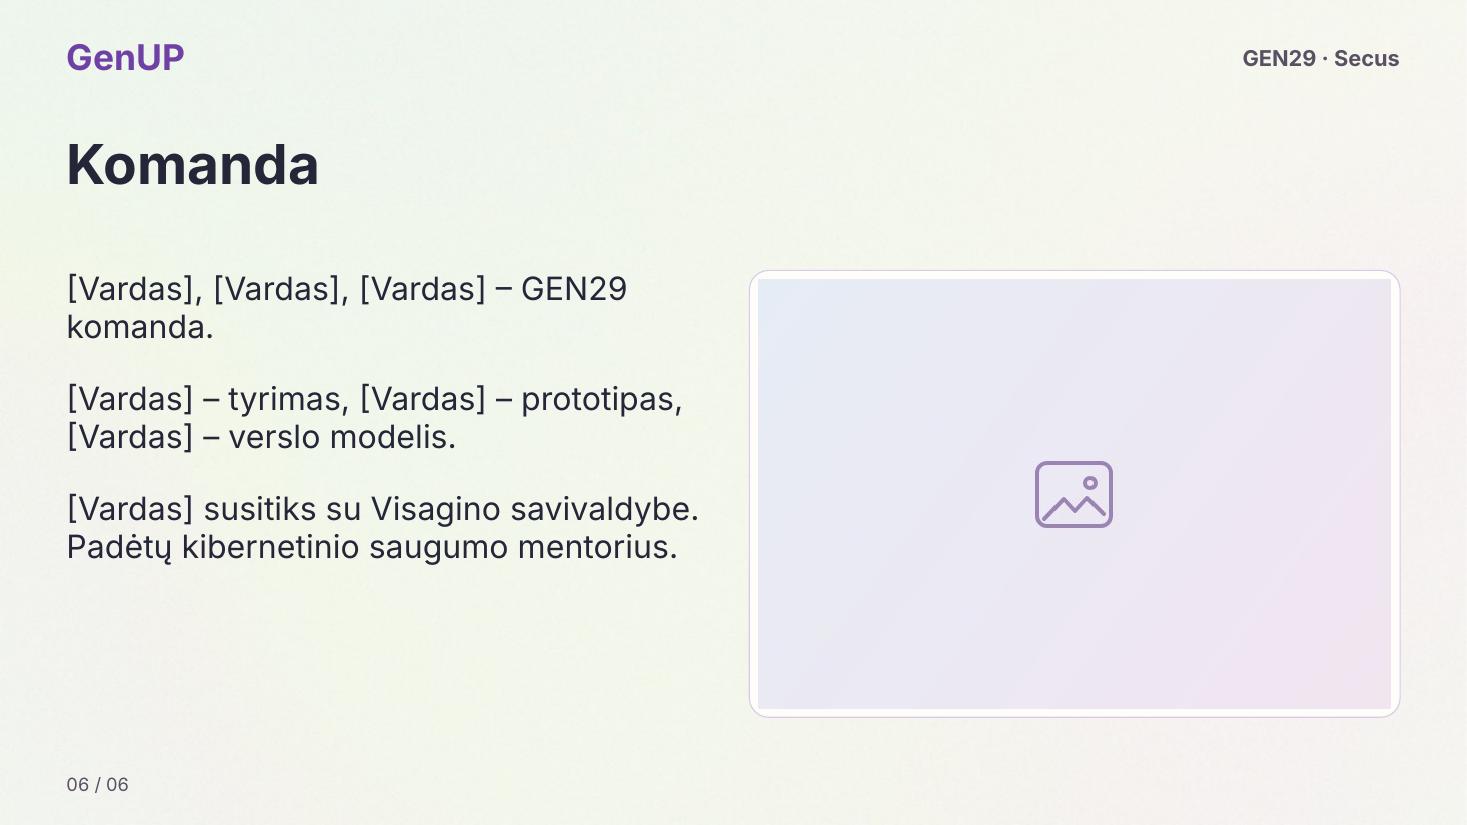 GenUP
GEN29 · Secus
Komanda
[Vardas], [Vardas], [Vardas] – GEN29
komanda.
[Vardas] – tyrimas, [Vardas] – prototipas,
[Vardas] – verslo modelis.
[Vardas] susitiks su Visagino savivaldybe.
Padėtų kibernetinio saugumo mentorius.
06 / 06